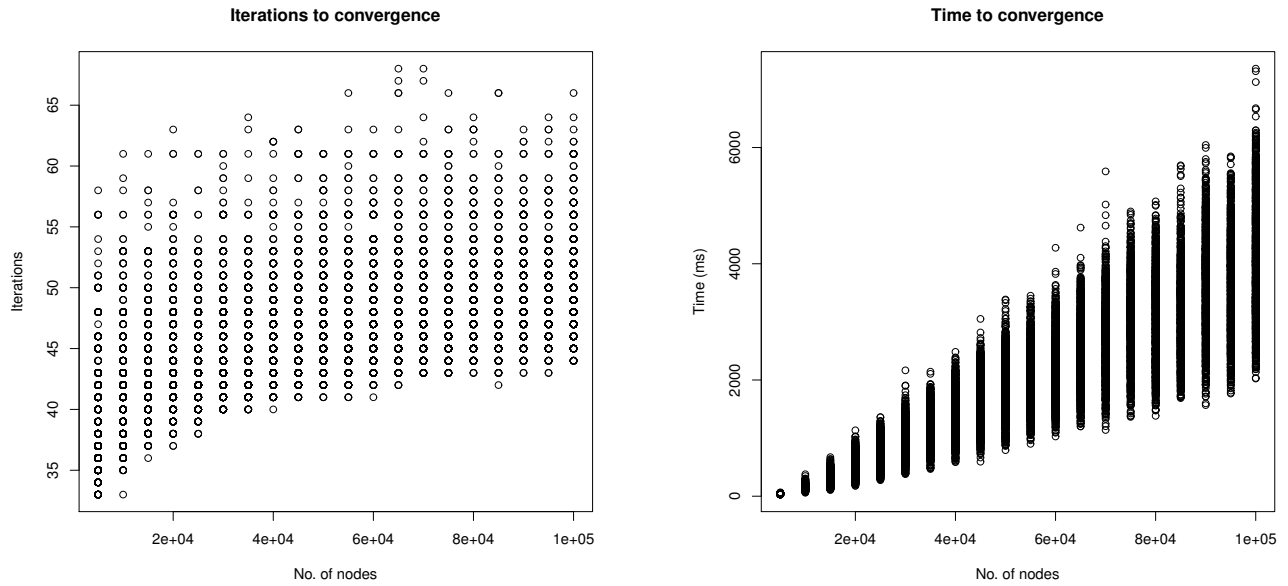 Iterations to convergence
Iterations
65
60
55
50
45
40
35
2e+04 4e+04 6e+04 8e+04 1e+05
No. of nodes
Time to convergence
Time (ms)
6000
4000
2000
0
2e+04 4e+04 6e+04 8e+04 1e+05
No. of nodes